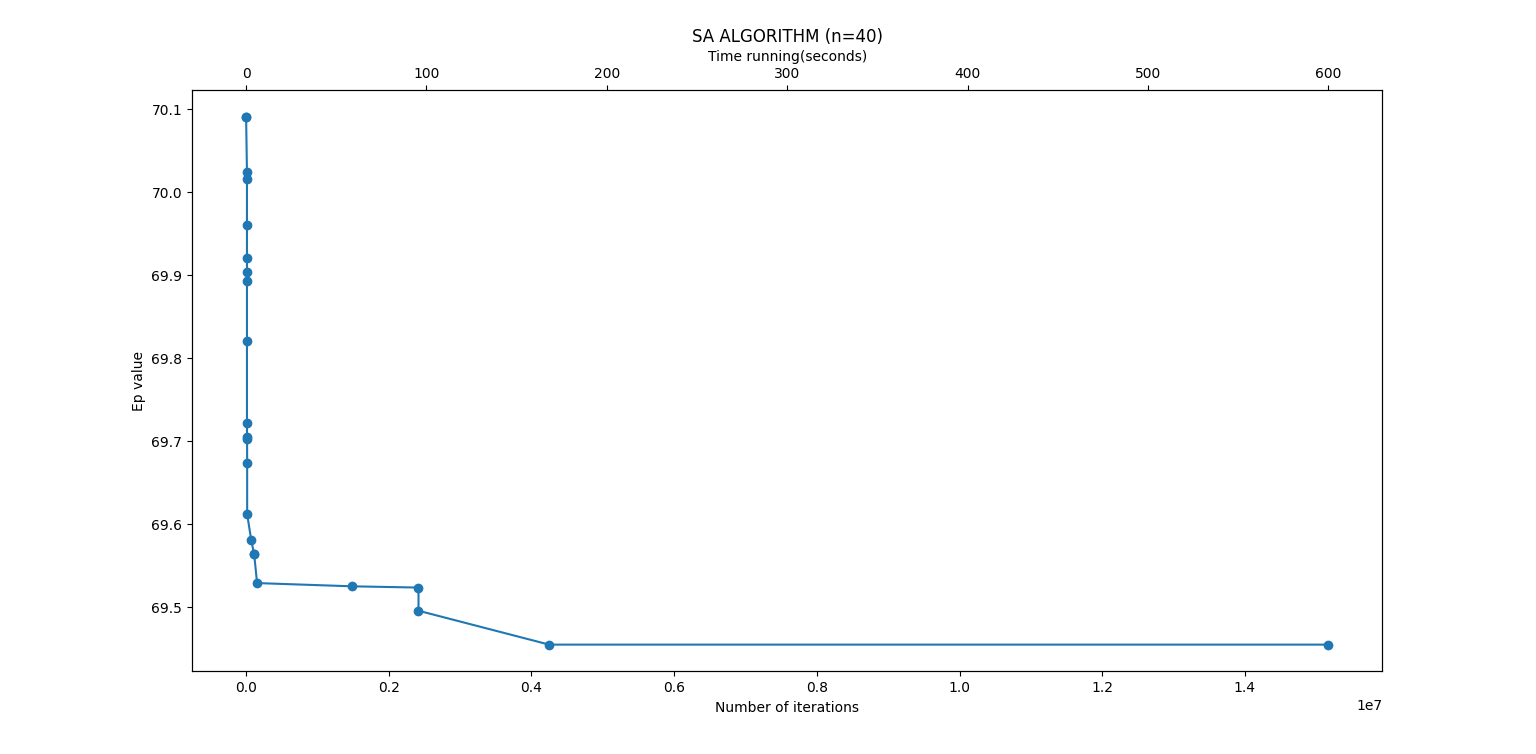 SA ALGORITHM (n=40)
Time running(seconds)
0 100 200 300 400 500 600
70.1
70.0
69.9
69.8
69.7
69.6
69.5
Ep value
0.0 0.2 0.4 0.6 0.8 1.0 1.2 1.4
1e7
Number of iterations